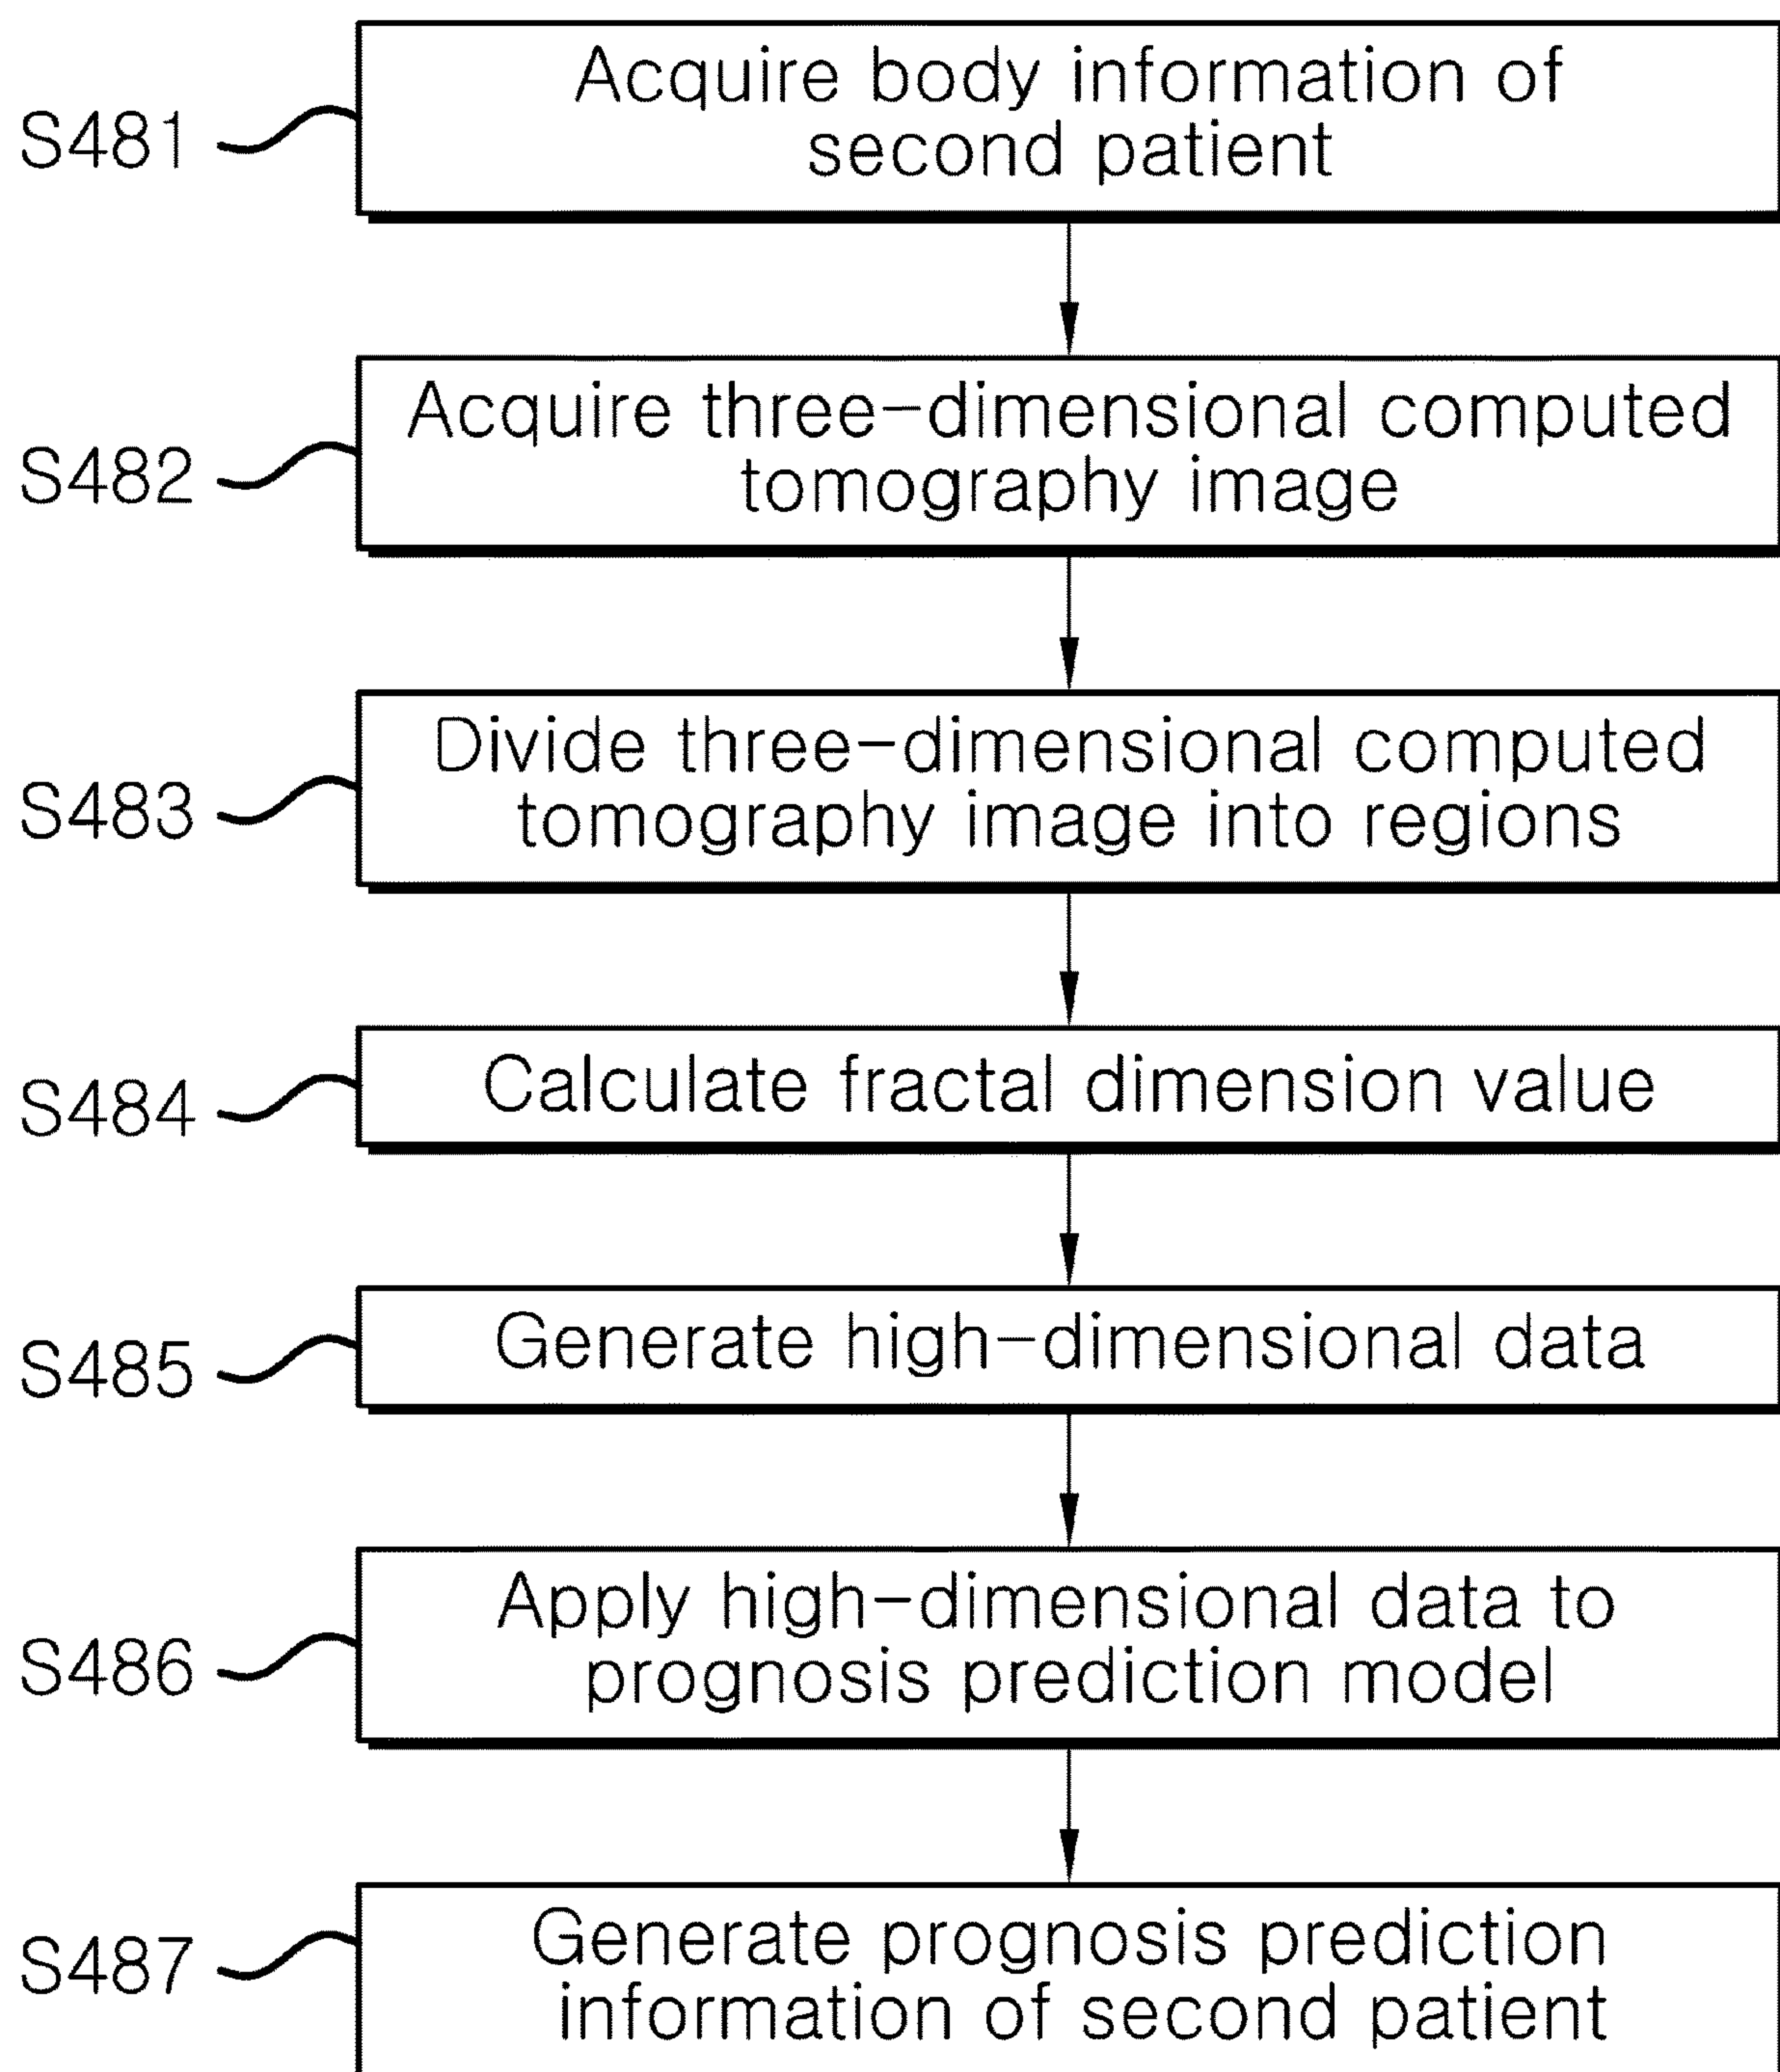 S481
Acquire body information of
second patient
S482
Acquire three-dimensional computed
tomography image
S483
Divide three-dimensional computed
tomography image into regions
S484
Calculate fractal dimension value
S485
Generate high-dimensional data
S486
Apply high-dimensional data to
prognosis prediction model
S487
Generate prognosis prediction
information of second patient